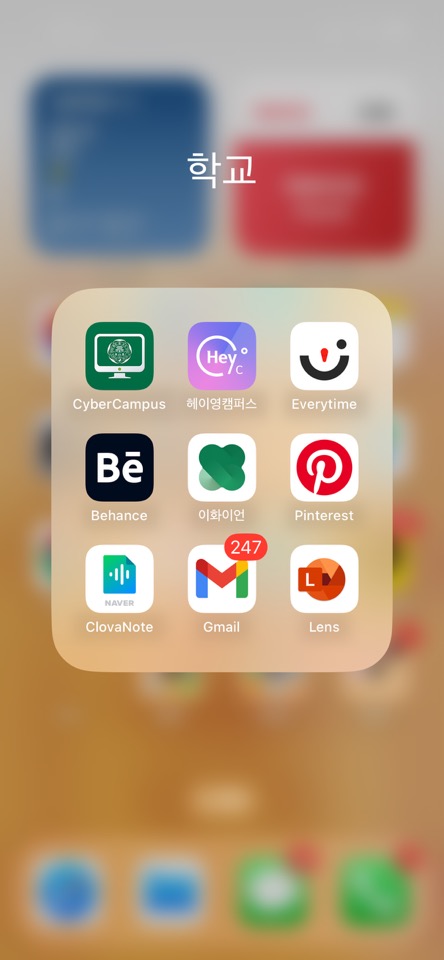 학교
Hey
C
CyberCampus
헤이영캠퍼스
Everytime
Bē
Behance
이화이언
Pinterest
NAVER
247
L
ClovaNote
Gmail
Lens